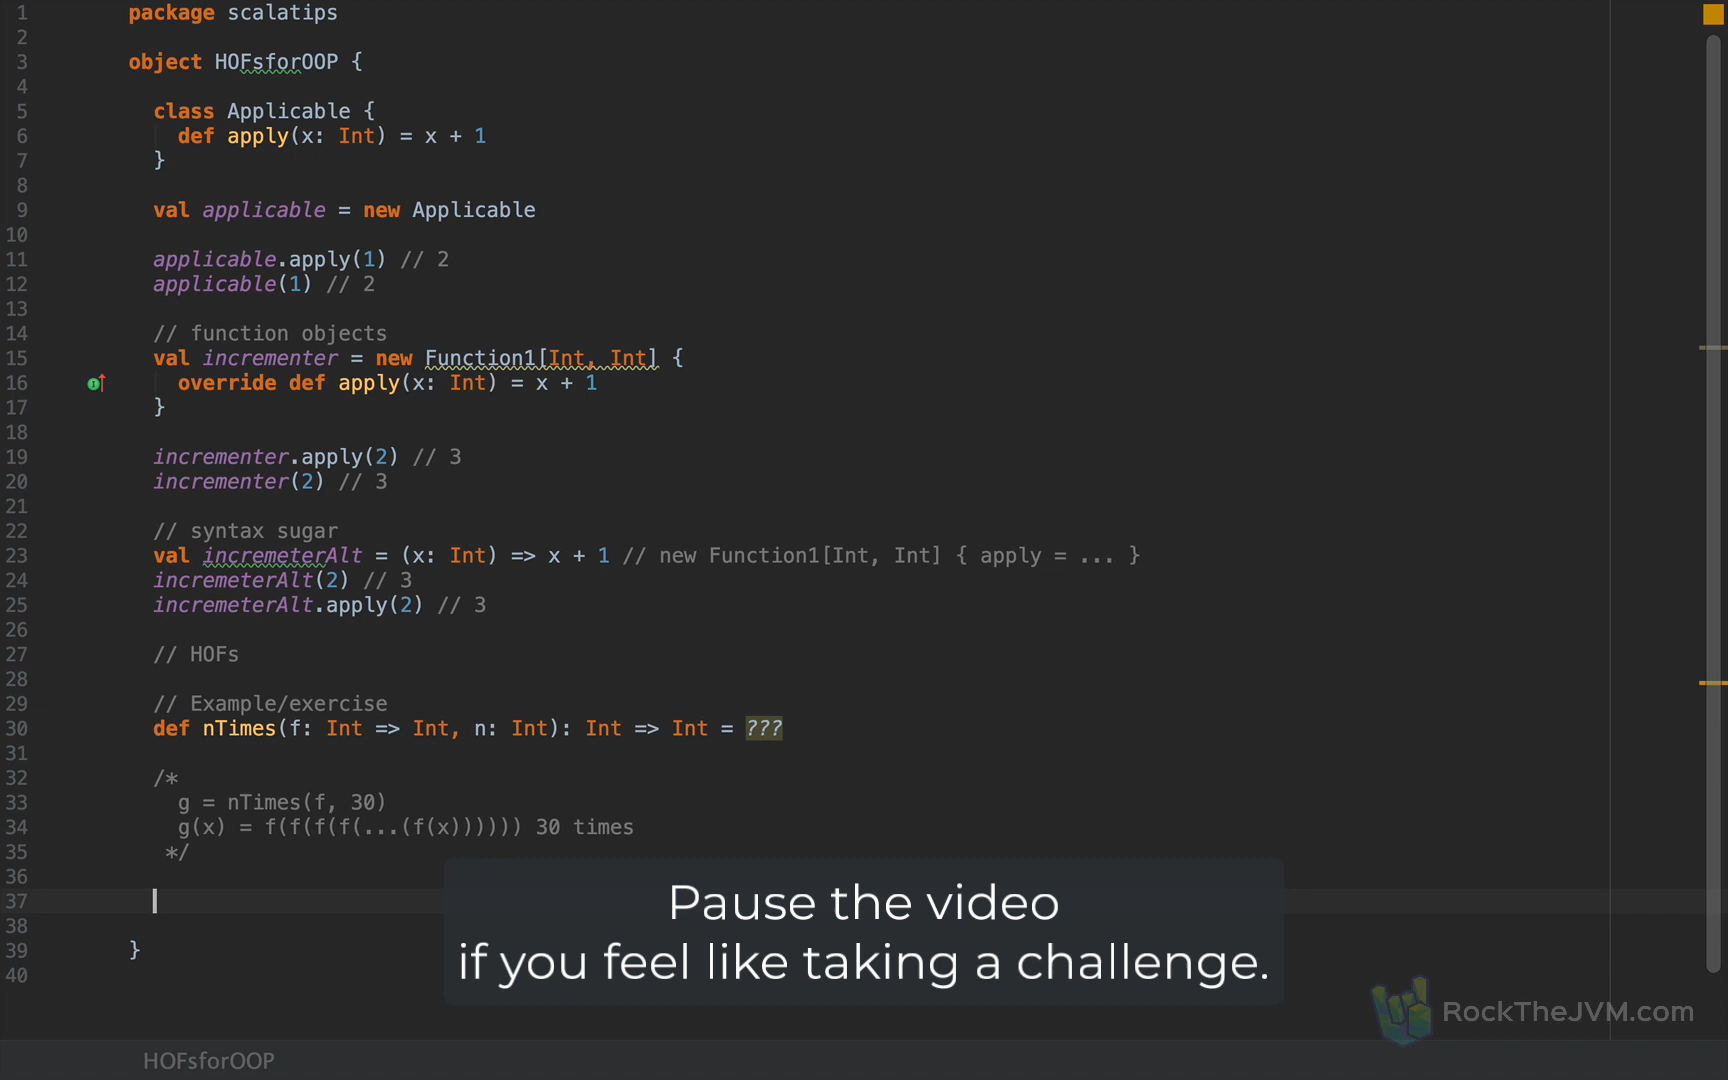 1 package scalatips
2
3 object HOFsforOOP {
4
5 class Applicable {
6 def apply(x: Int) = x + 1
7 }
8
9 val applicable = new Applicable
10
11 applicable.apply(1) // 2
12 applicable(1) // 2
13
14 // function objects
15 val incrementer = new Function1[Int, Int] {
16 override def apply(x: Int) = x + 1
17 }
18
19 incrementer.apply(2) // 3
20 incrementer(2) // 3
21
22 // syntax sugar
23 val incremeterAlt = (x: Int) => x + 1 // new Function1[Int, Int] { apply = ... }
24 incremeterAlt(2) // 3
25 incremeterAlt.apply(2) // 3
26
27 // HOFs
28
29 // Example/exercise
30 def nTimes(f: Int => Int, n: Int): Int => Int = ???
31
32 /*
33 g = nTimes(f, 30)
34 g(x) = f(f(f(f(...(f(x)))))) 30 times
35 */
36
37
38
39 }
40
Pause the video
if you feel like taking a challenge.
RockTheJVM.com
HOFsforOOP